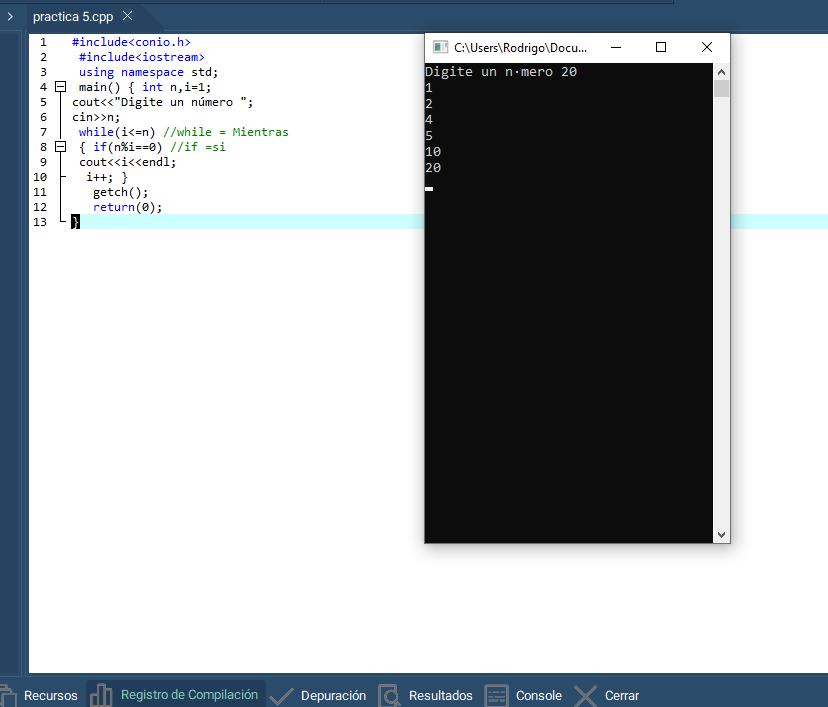 practica 5.cpp
1 #include<conio.h>
2 #include<iostream>
3 using namespace std;
4 main() { int n,i=1;
5 cout<<"Digite un número ";
6 cin>>n;
7 while(i<=n) //while = Mientras
8 { if(n%i==0) //if =si
9 cout<<i<<endl;
10 i++; }
11 getch();
12 return(0);
13 }
C:\Users\Rodrigo\Docu...
Digite un n·mero 20
1
2
4
5
10
20
Recursos Registro de Compilación Depuración Resultados Console Cerrar